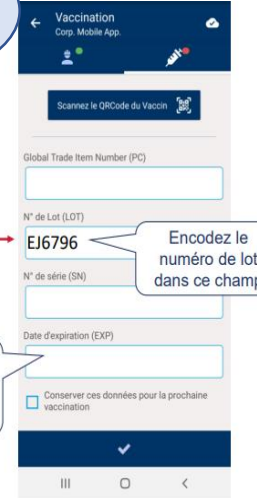 Vaccination
Corp. Mobile App.
Scannez le QRCode du Vaccin
Global Trade Item Number (PC)
N° de Lot (LOT)
EJ6796
Encodez le
numéro de lot
dans ce champ
N° de série (SN)
Date d'expiration (EXP)
Conserver ces données pour la prochaine
vaccination